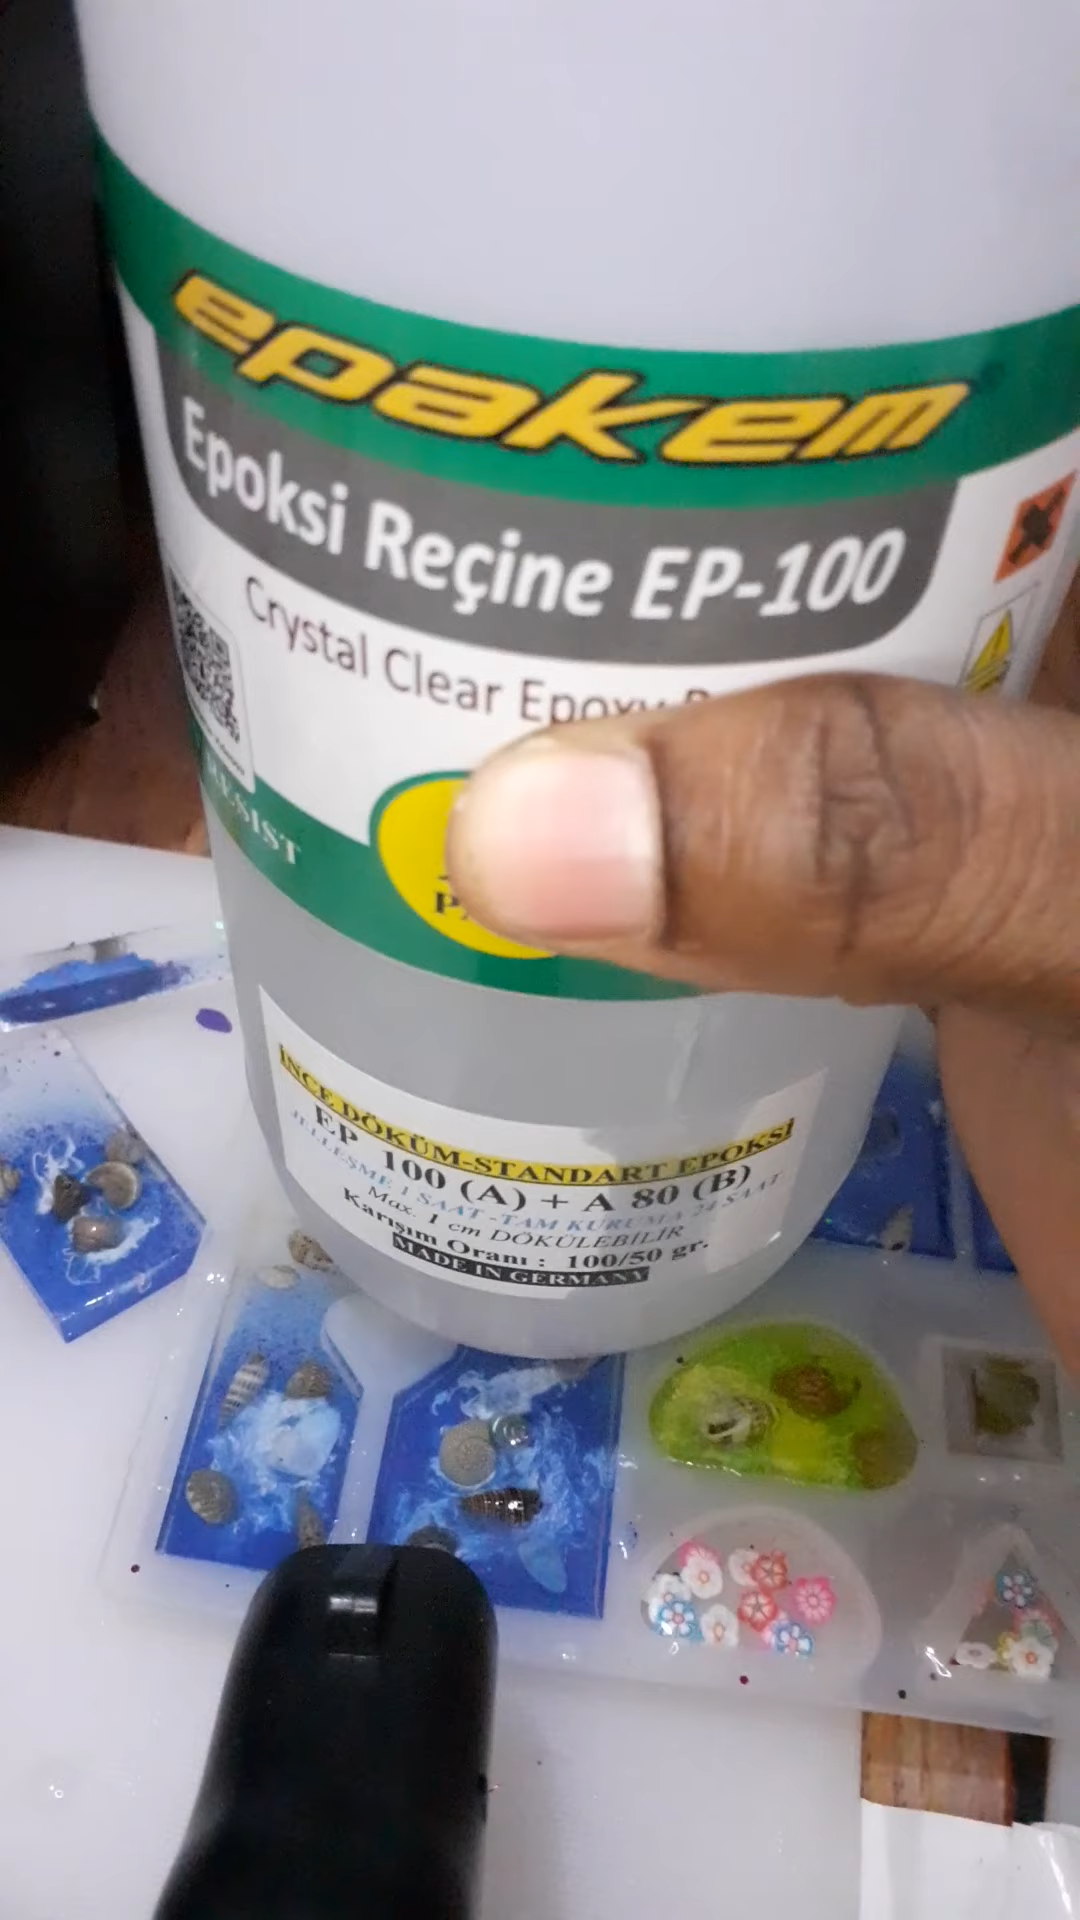 epakem
Epoksi Reçine EP-100
Crystal Clear Epoxy
İNCE DÖKÜM-STANDART EPOKSİ
EP 100 (A) + A 80 (B)
JELLEŞME 1 SAAT -TAM KURUMA 24 SAAT
Max. 1 cm DÖKÜLEBİLİR
Karışım Oranı : 100/50 gr.
MADE IN GERMANY